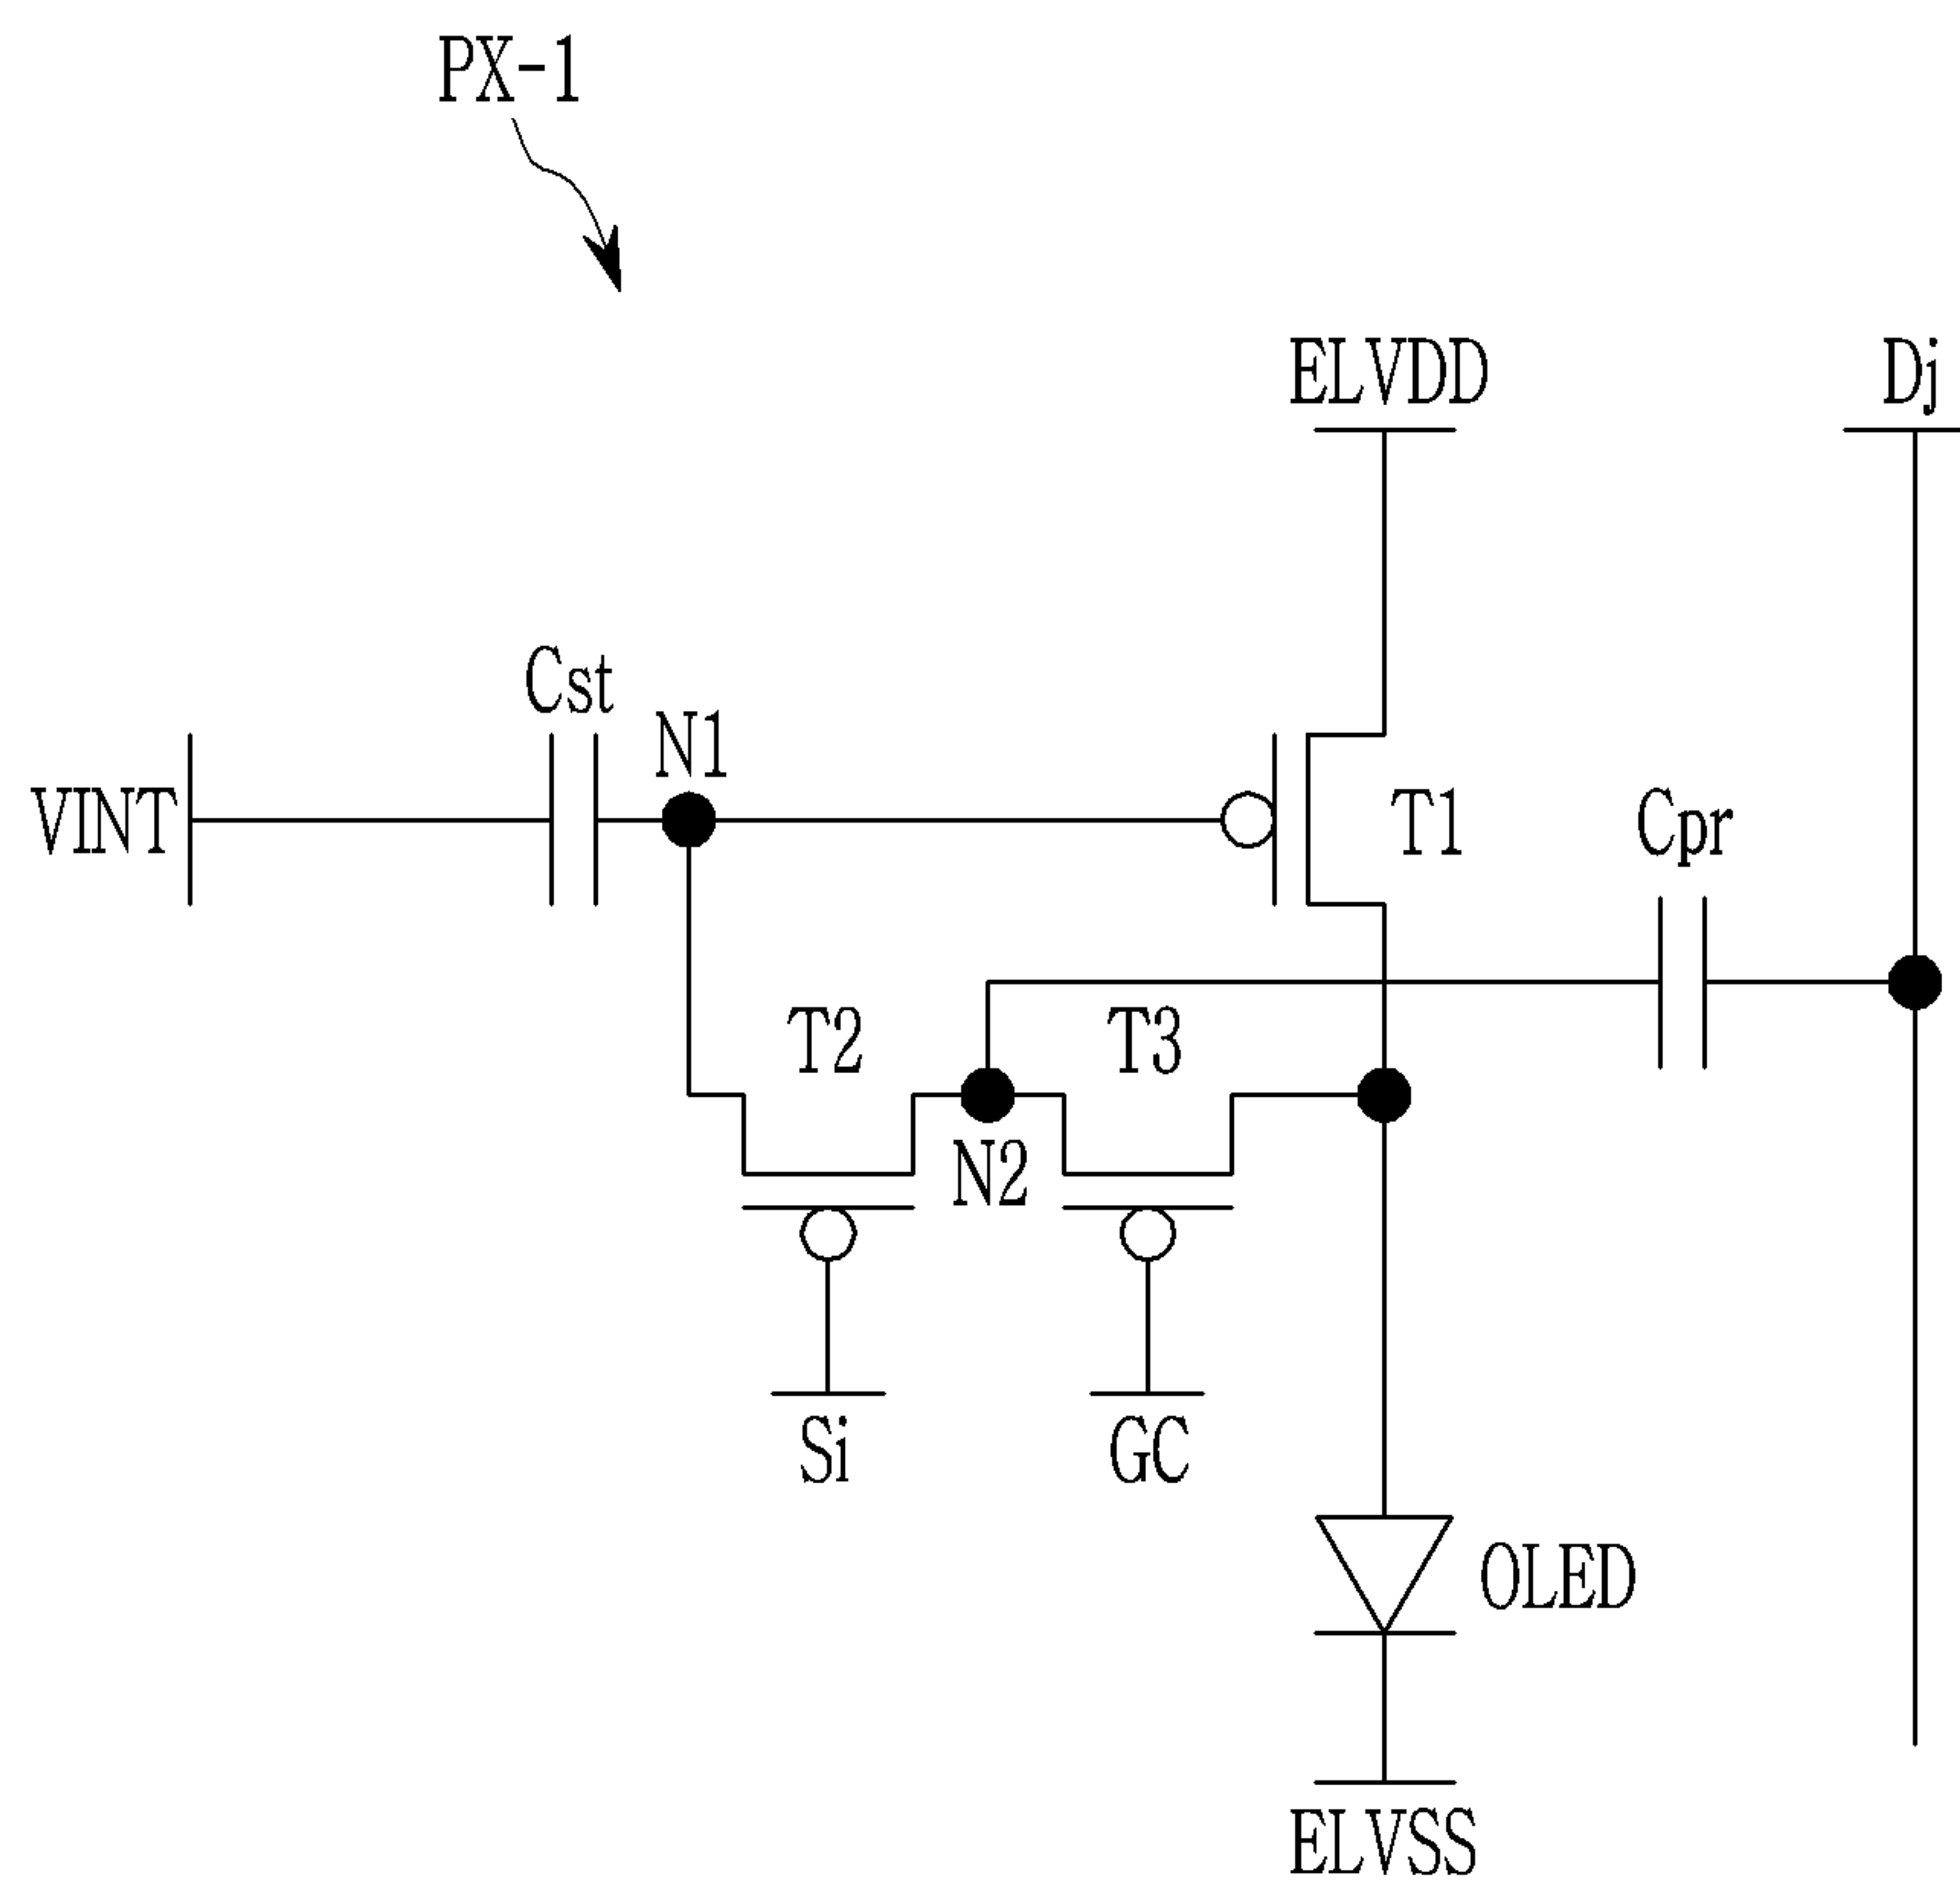 PX-1
ELVDD
Dj
Cst
N1
VINT
T1
Cpr
T2
T3
N2
Si
GC
OLED
ELVSS